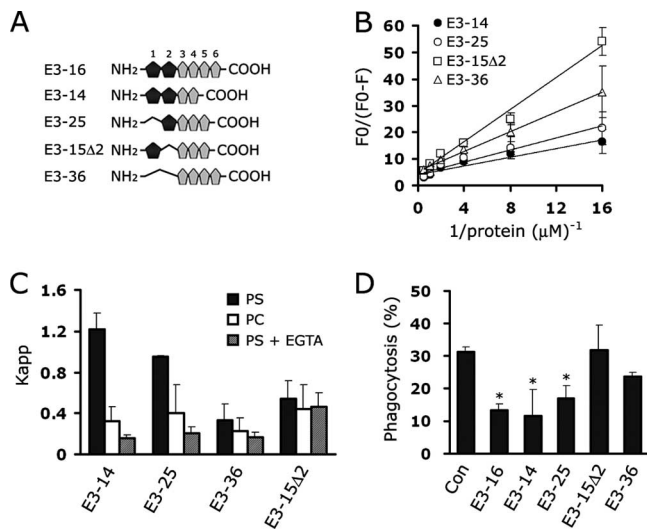 A
1 2 3 4 5 6
E3-16 NH₂ COOH
E3-14 NH₂ COOH
E3-25 NH₂ COOH
E3-15Δ2 NH₂ COOH
E3-36 NH₂ COOH
B
F0/(F0-F)
60
50
40
30
20
10
0
0 4 8 12 16
1/protein (μM)⁻¹
E3-14
E3-25
E3-15Δ2
E3-36
C
Kapp
1.6
1.2
0.8
0.4
0
PS
PC
PS + EGTA
E3-14
E3-25
E3-36
E3-15Δ2
D
Phagocytosis (%)
50
40
30
20
10
0
* * *
Con
E3-16
E3-14
E3-25
E3-15Δ2
E3-36